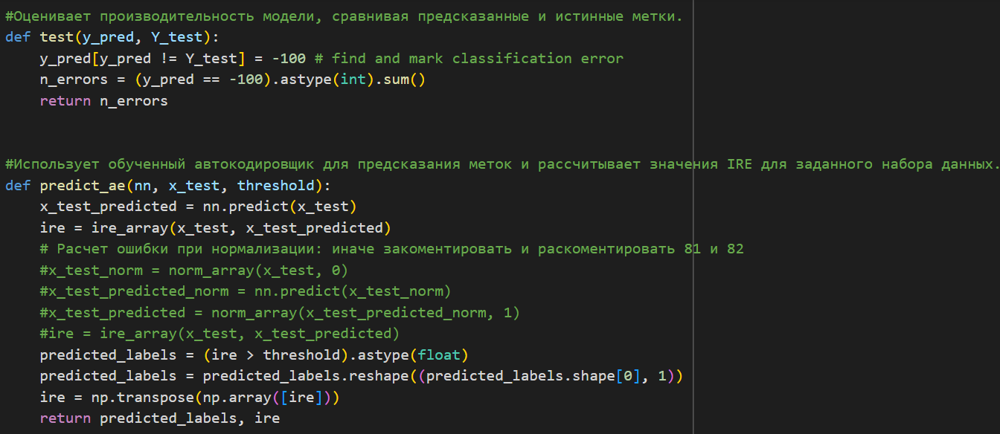 #Оценивает производительность модели, сравнивая предсказанные и истинные метки.
def test(y_pred, Y_test):
    y_pred[y_pred != Y_test] = -100 # find and mark classification error
    n_errors = (y_pred == -100).astype(int).sum()
    return n_errors
#Использует обученный автокодировщик для предсказания меток и рассчитывает значения IRE для заданного набора данных.
def predict_ae(nn, x_test, threshold):
    x_test_predicted = nn.predict(x_test)
    ire = ire_array(x_test, x_test_predicted)
    # Расчет ошибки при нормализации: иначе закоментировать и раскоментировать 81 и 82
    #x_test_norm = norm_array(x_test, 0)
    #x_test_predicted_norm = nn.predict(x_test_norm)
    #x_test_predicted = norm_array(x_test_predicted_norm, 1)
    #ire = ire_array(x_test, x_test_predicted)
    predicted_labels = (ire > threshold).astype(float)
    predicted_labels = predicted_labels.reshape((predicted_labels.shape[0], 1))
    ire = np.transpose(np.array([ire]))
    return predicted_labels, ire